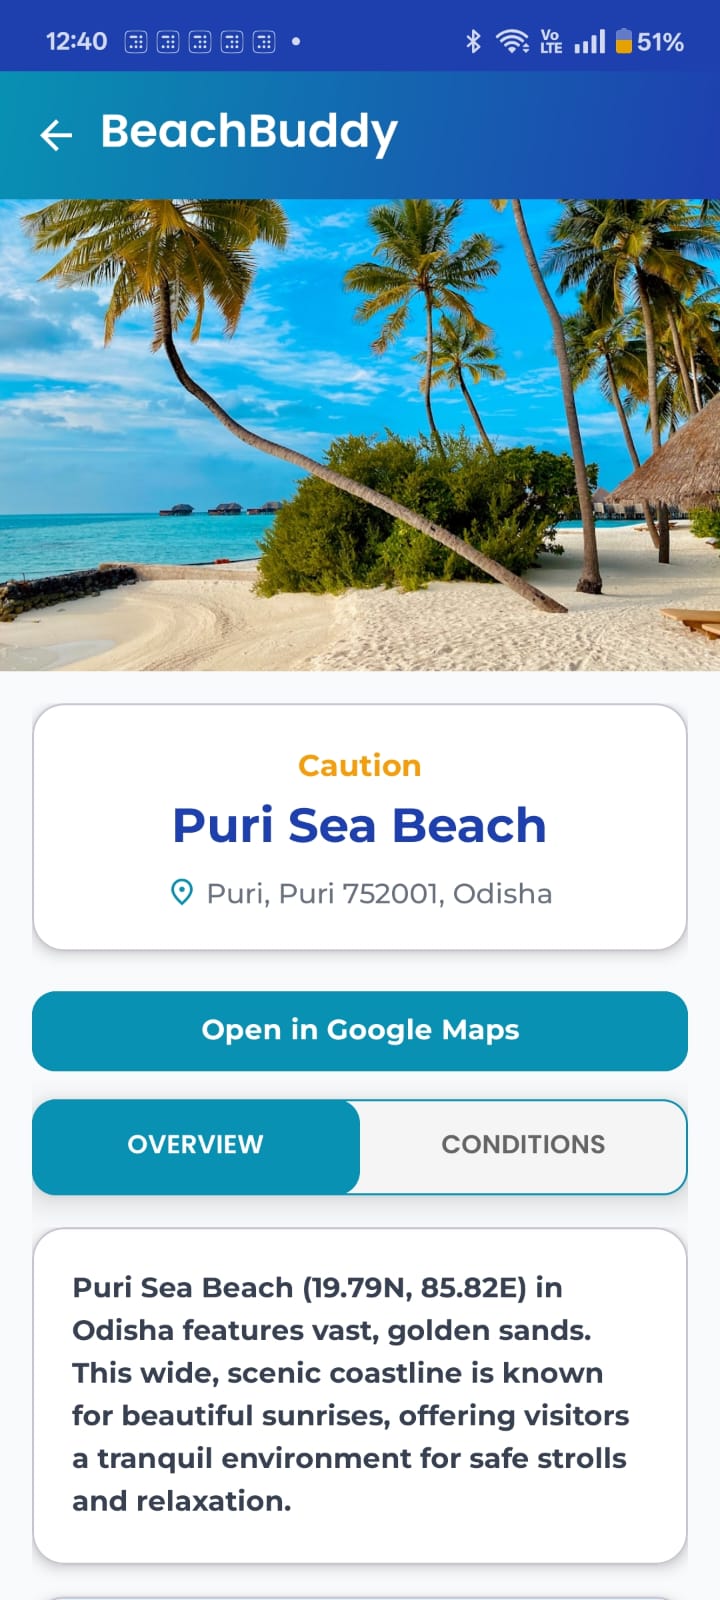 12:40 Vo LTE 51%
BeachBuddy
Caution
Puri Sea Beach
Puri, Puri 752001, Odisha
Open in Google Maps
OVERVIEW CONDITIONS
Puri Sea Beach (19.79N, 85.82E) in
Odisha features vast, golden sands.
This wide, scenic coastline is known
for beautiful sunrises, offering visitors
a tranquil environment for safe strolls
and relaxation.